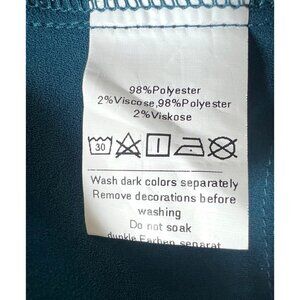 98%Polyester
2%Viscose,98%Polyester
2%Viskose
30
Wash dark colors separately
Remove decorations before
washing
Do not soak
dunkle Farben separat